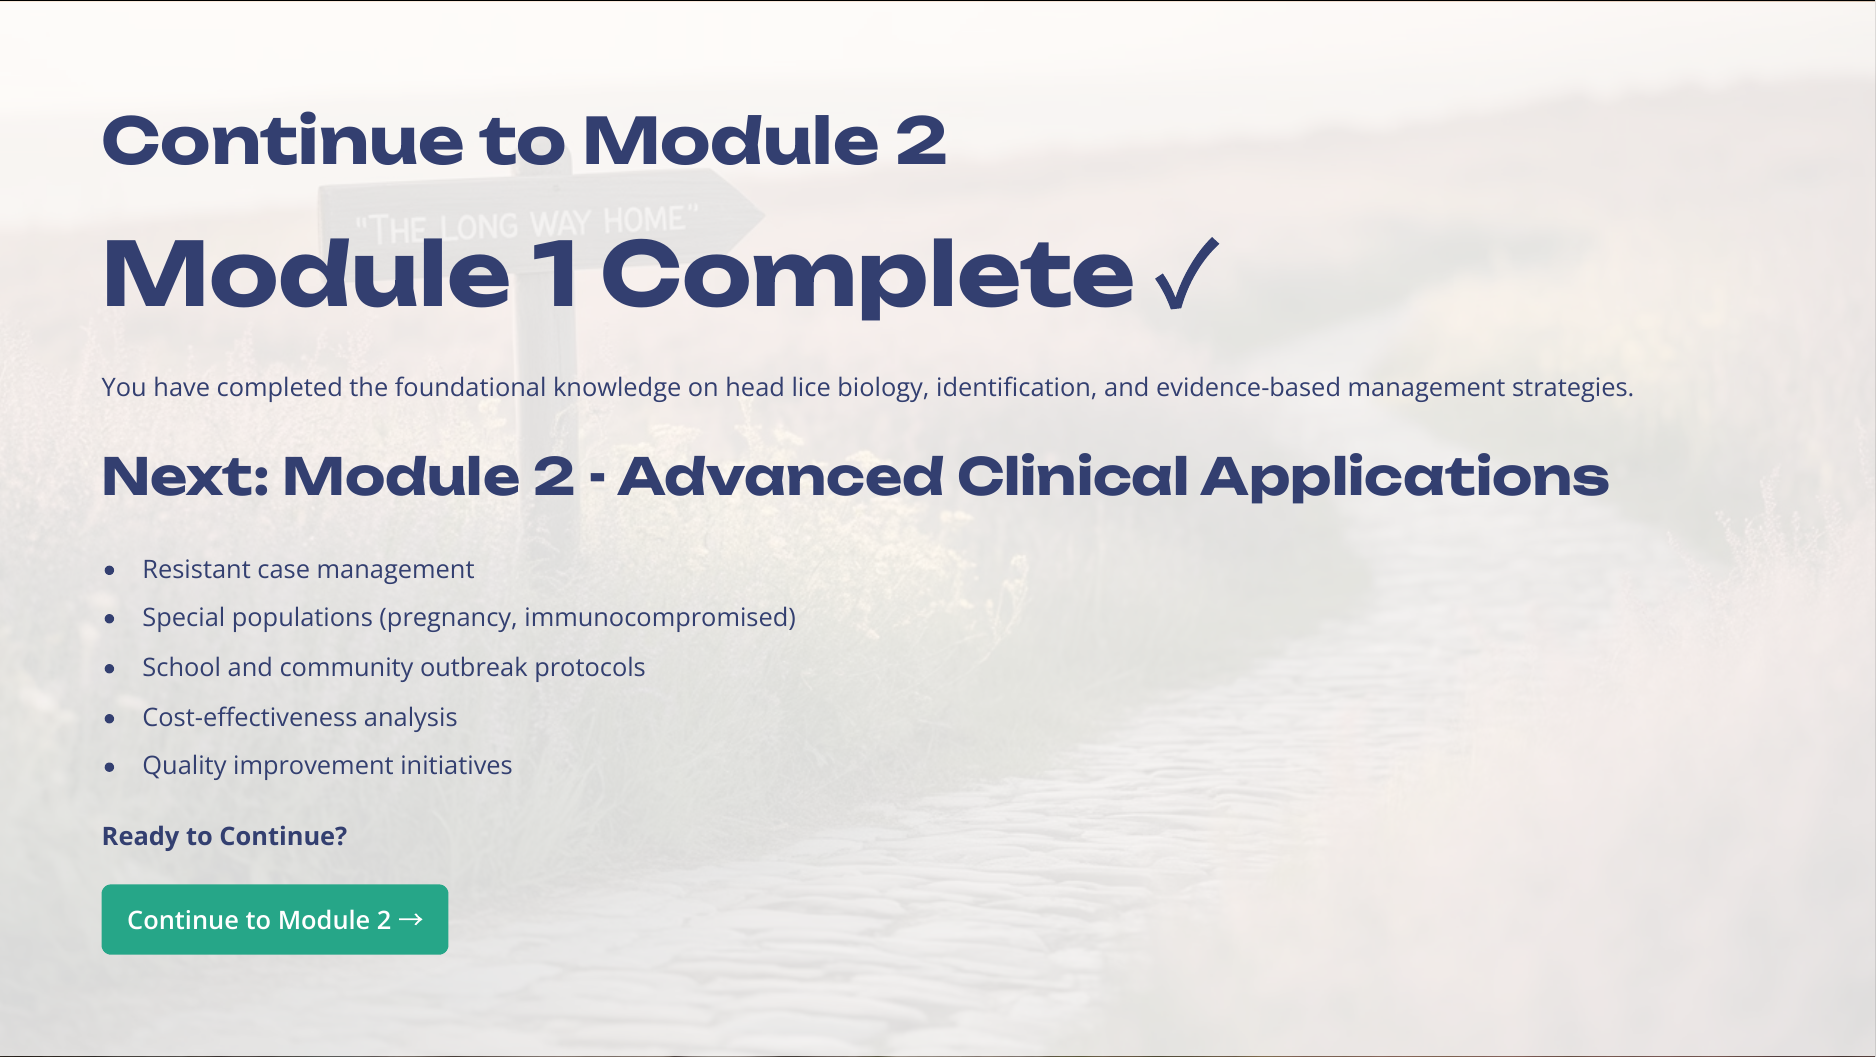 Continue to Module 2
"THE LONG WAY HOME"
Module 1 Complete ✓
You have completed the foundational knowledge on head lice biology, identification, and evidence-based management strategies.
Next: Module 2 - Advanced Clinical Applications
• Resistant case management
• Special populations (pregnancy, immunocompromised)
• School and community outbreak protocols
• Cost-effectiveness analysis
• Quality improvement initiatives
Ready to Continue?
Continue to Module 2 →